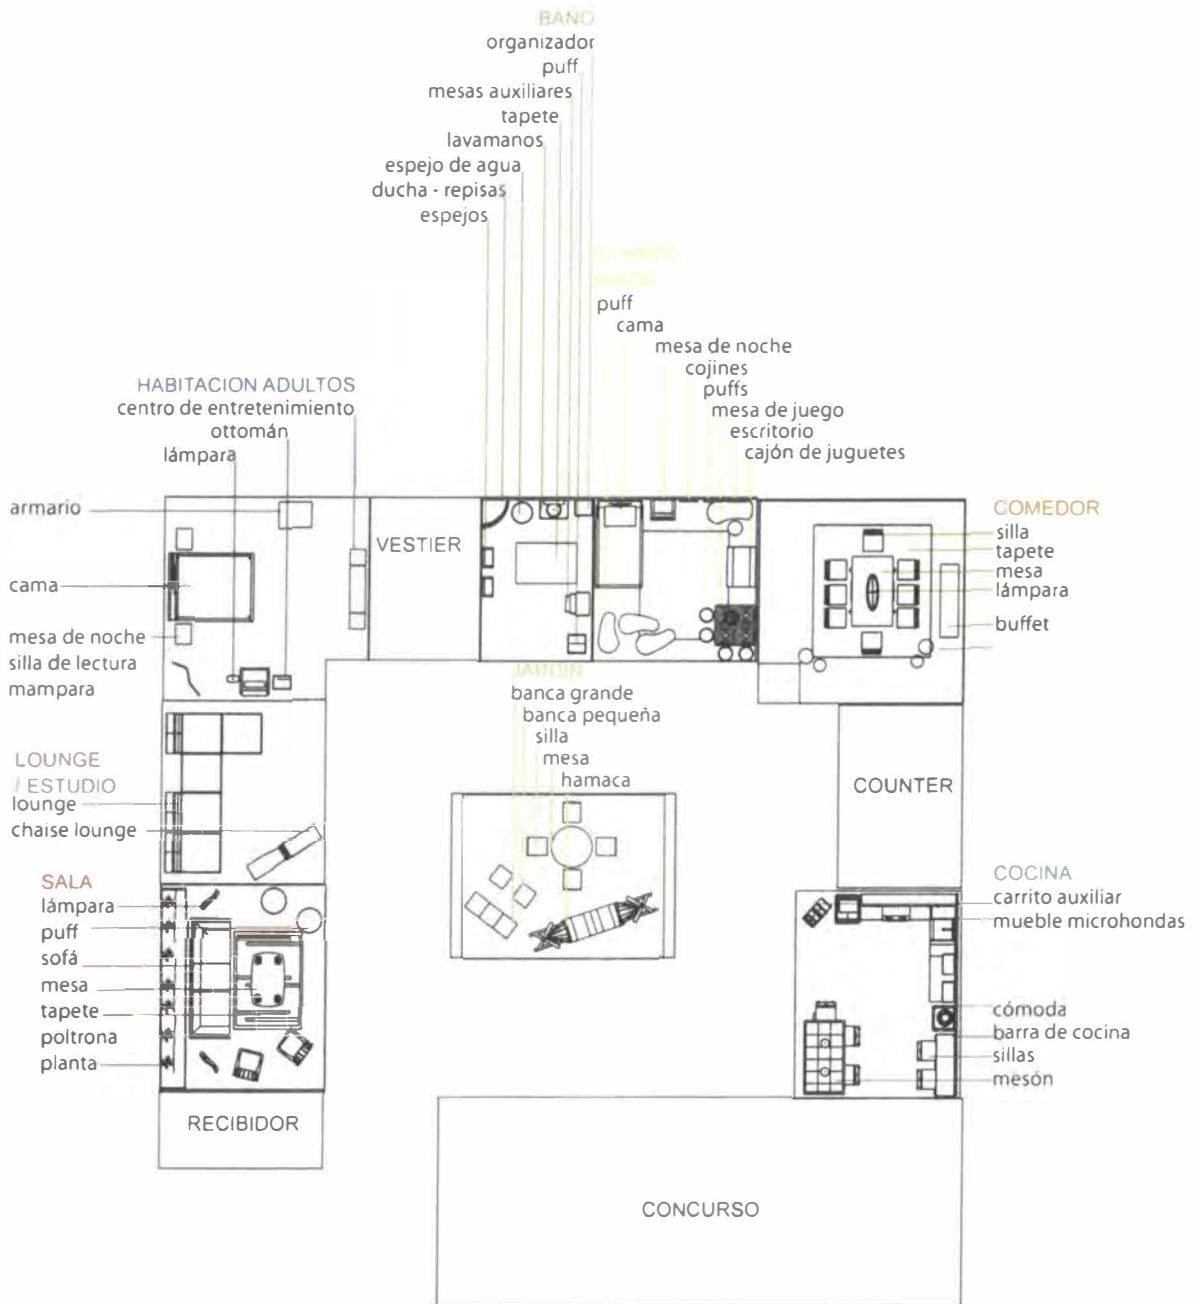 BAÑO
organizador
puff
mesas auxiliares
tapete
lavamanos
espejo de agua
ducha - repisas
espejos
puff
cama
mesa de noche
cojines
puffs
mesa de juego
escritorio
cajón de juguetes
HABITACION ADULTOS
centro de entretenimiento
ottomán
lámpara
armario
cama
mesa de noche
silla de lectura
mampara
VESTIER
COMEDOR
silla
tapete
mesa
lámpara
buffet
JARDIN
banca grande
banca pequeña
silla
mesa
hamaca
LOUNGE
/ ESTUDIO
lounge
chaise lounge
COUNTER
SALA
lámpara
puff
sofá
mesa
tapete
poltrona
planta
COCINA
carrito auxiliar
mueble microhondas
cómoda
barra de cocina
sillas
mesón
RECIBIDOR
CONCURSO